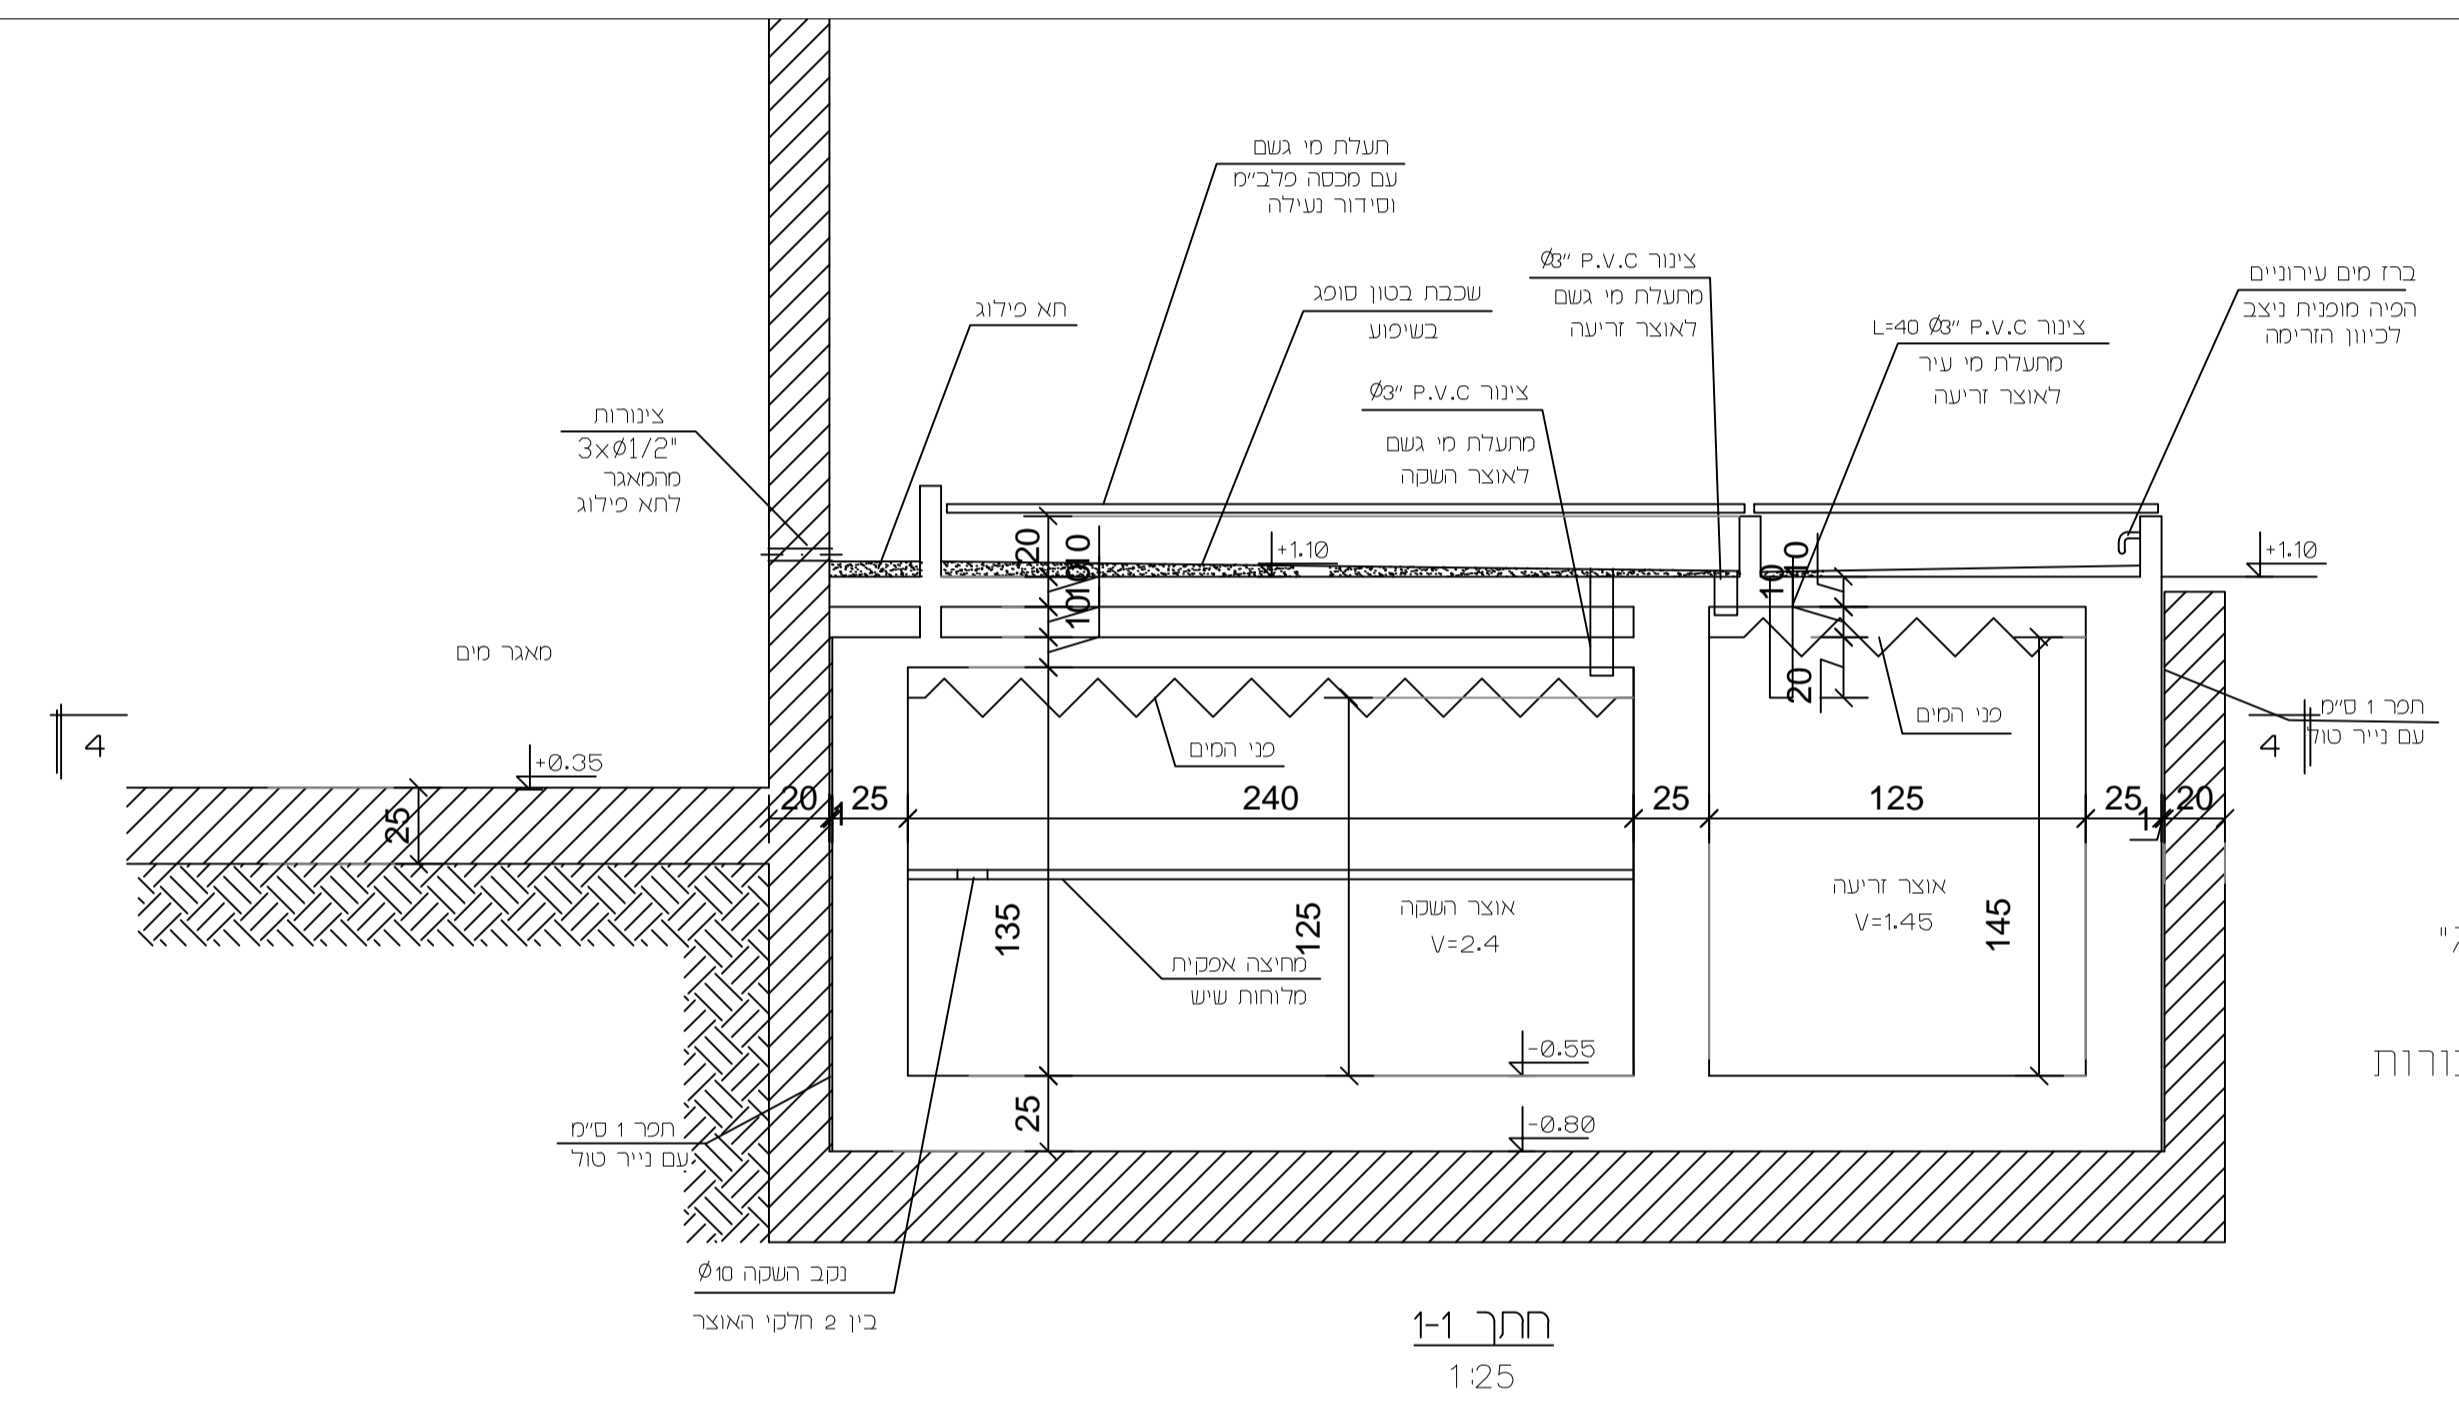 תעלת מי גשם
עם מכסה פלב"מ
וסידור נעילה
צינור P.V.C Ø3"
מתעלת מי גשם
לאוצר זריעה
ברז מים עירוניים
הפיה מופנית ניצב
לכיוון הזרימה
שכבת בטון סופג
בשיפוע
תא פילוג
צינור P.V.C Ø3" L=40
מתעלת מי עיר
לאוצר זריעה
צינור P.V.C Ø3"
מתעלת מי גשם
לאוצר השקה
צינורות
3xØ1/2"
מהמאגר
לתא פילוג
+1.10
+1.10
20
10
10
10
10
10
20
מאגר מים
פני המים
פני המים
תפר 1 ס"מ
עם נייר טול
4
4
+0.35
25
20
1
25
240
25
125
25
1
20
אוצר זריעה
V=1.45
אוצר השקה
V=2.4
135
125
145
מחיצה אפקית
מלוחות שיש
-0.55
-0.80
25
תפר 1 ס"מ
עם נייר טול
נקב השקה Ø10
בין 2 חלקי האוצר
חתך 1-1
1:25